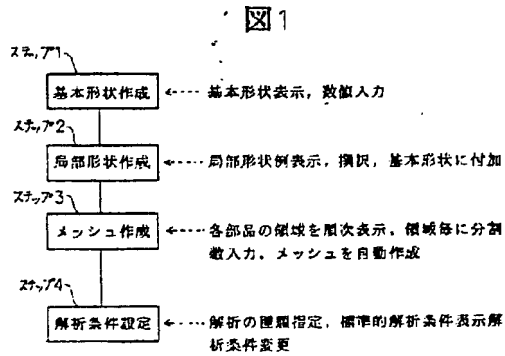 図1
ステップ1
基本形状作成
基本形状表示，数値入力
ステップ2
局部形状作成
局部形状例表示，選択，基本形状に付加
ステップ3
メッシュ作成
各部品の領域を順次表示，領域毎に分割
数入力，メッシュを自動作成
ステップ4
解析条件設定
解析の種類指定，標準的解析条件表示解
析条件変更